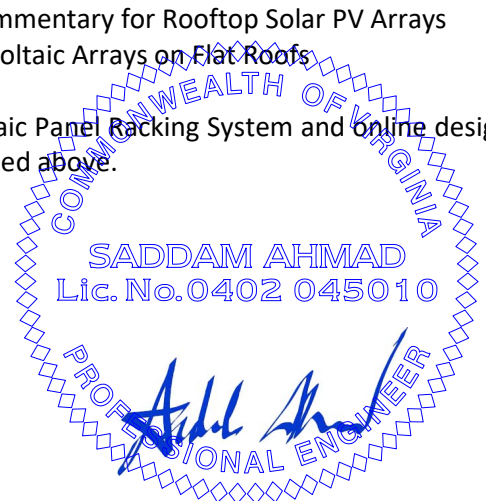 mmentary for Rooftop Solar PV Arrays
oltaic Arrays on Flat Roofs
aic Panel Racking System and online desig
ed above.
COMMONWEALTH OF VIRGINIA
SADDAM AHMAD
Lic. No. 0402 045010
PROFESSIONAL ENGINEER